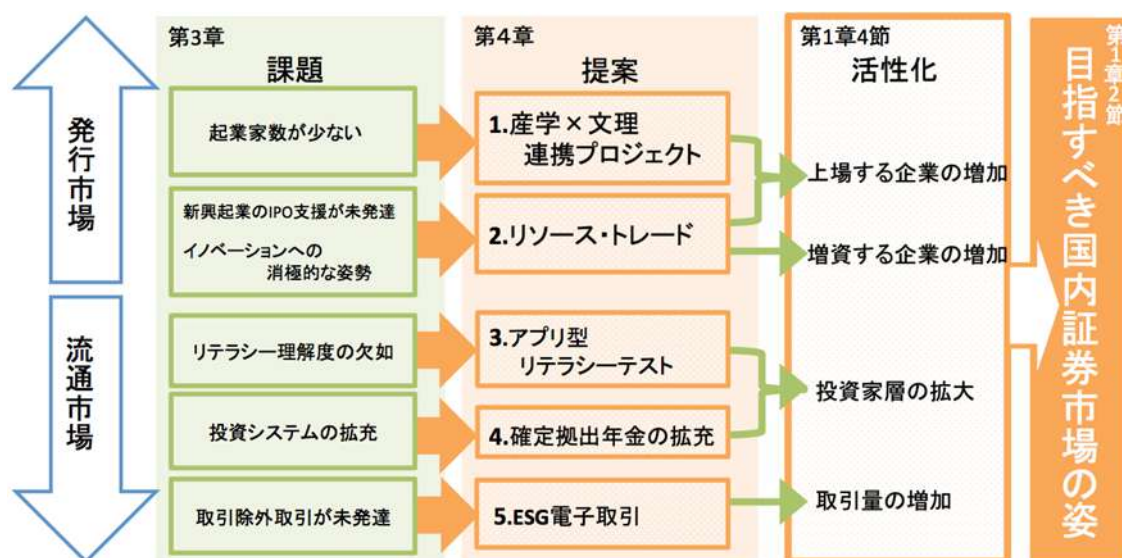 発行市場
流通市場
第3章
課題
起業家数が少ない
新興起業のIPO支援が未発達
イノベーションへの
消極的な姿勢
リテラシー理解度の欠如
投資システムの拡充
取引除外取引が未発達
第4章
提案
1.産学×文理
連携プロジェクト
2.リソース・トレード
3.アプリ型
リテラシーテスト
4.確定拠出年金の拡充
5.ESG電子取引
第1章4節
活性化
上場する企業の増加
増資する企業の増加
投資家層の拡大
取引量の増加
第1章2節
目指すべき国内証券市場の姿